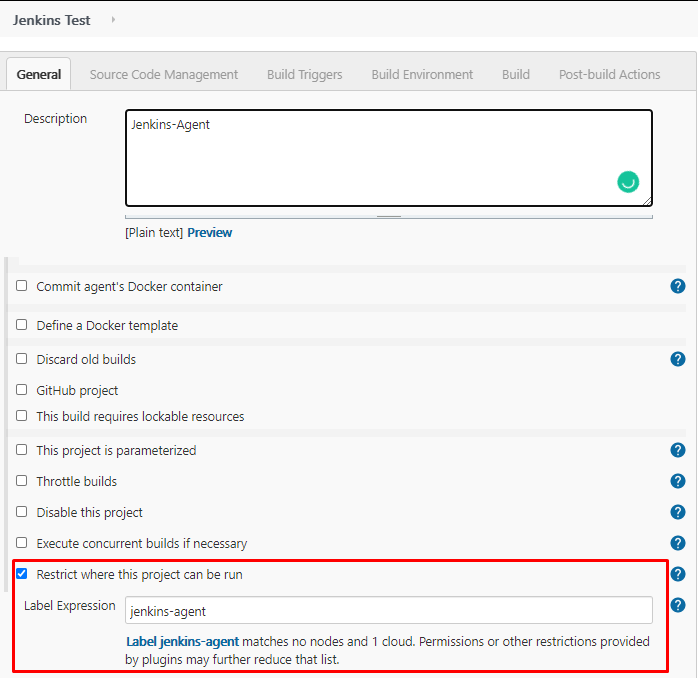 Jenkins Test
General Source Code Management Build Triggers Build Environment Build Post-build Actions
Description
Jenkins-Agent
[Plain text] Preview
Commit agent's Docker container ?
Define a Docker template
Discard old builds ?
GitHub project
This build requires lockable resources
This project is parameterized ?
Throttle builds ?
Disable this project ?
Execute concurrent builds if necessary ?
Restrict where this project can be run ?
Label Expression jenkins-agent ?
Label jenkins-agent matches no nodes and 1 cloud. Permissions or other restrictions provided
by plugins may further reduce that list.